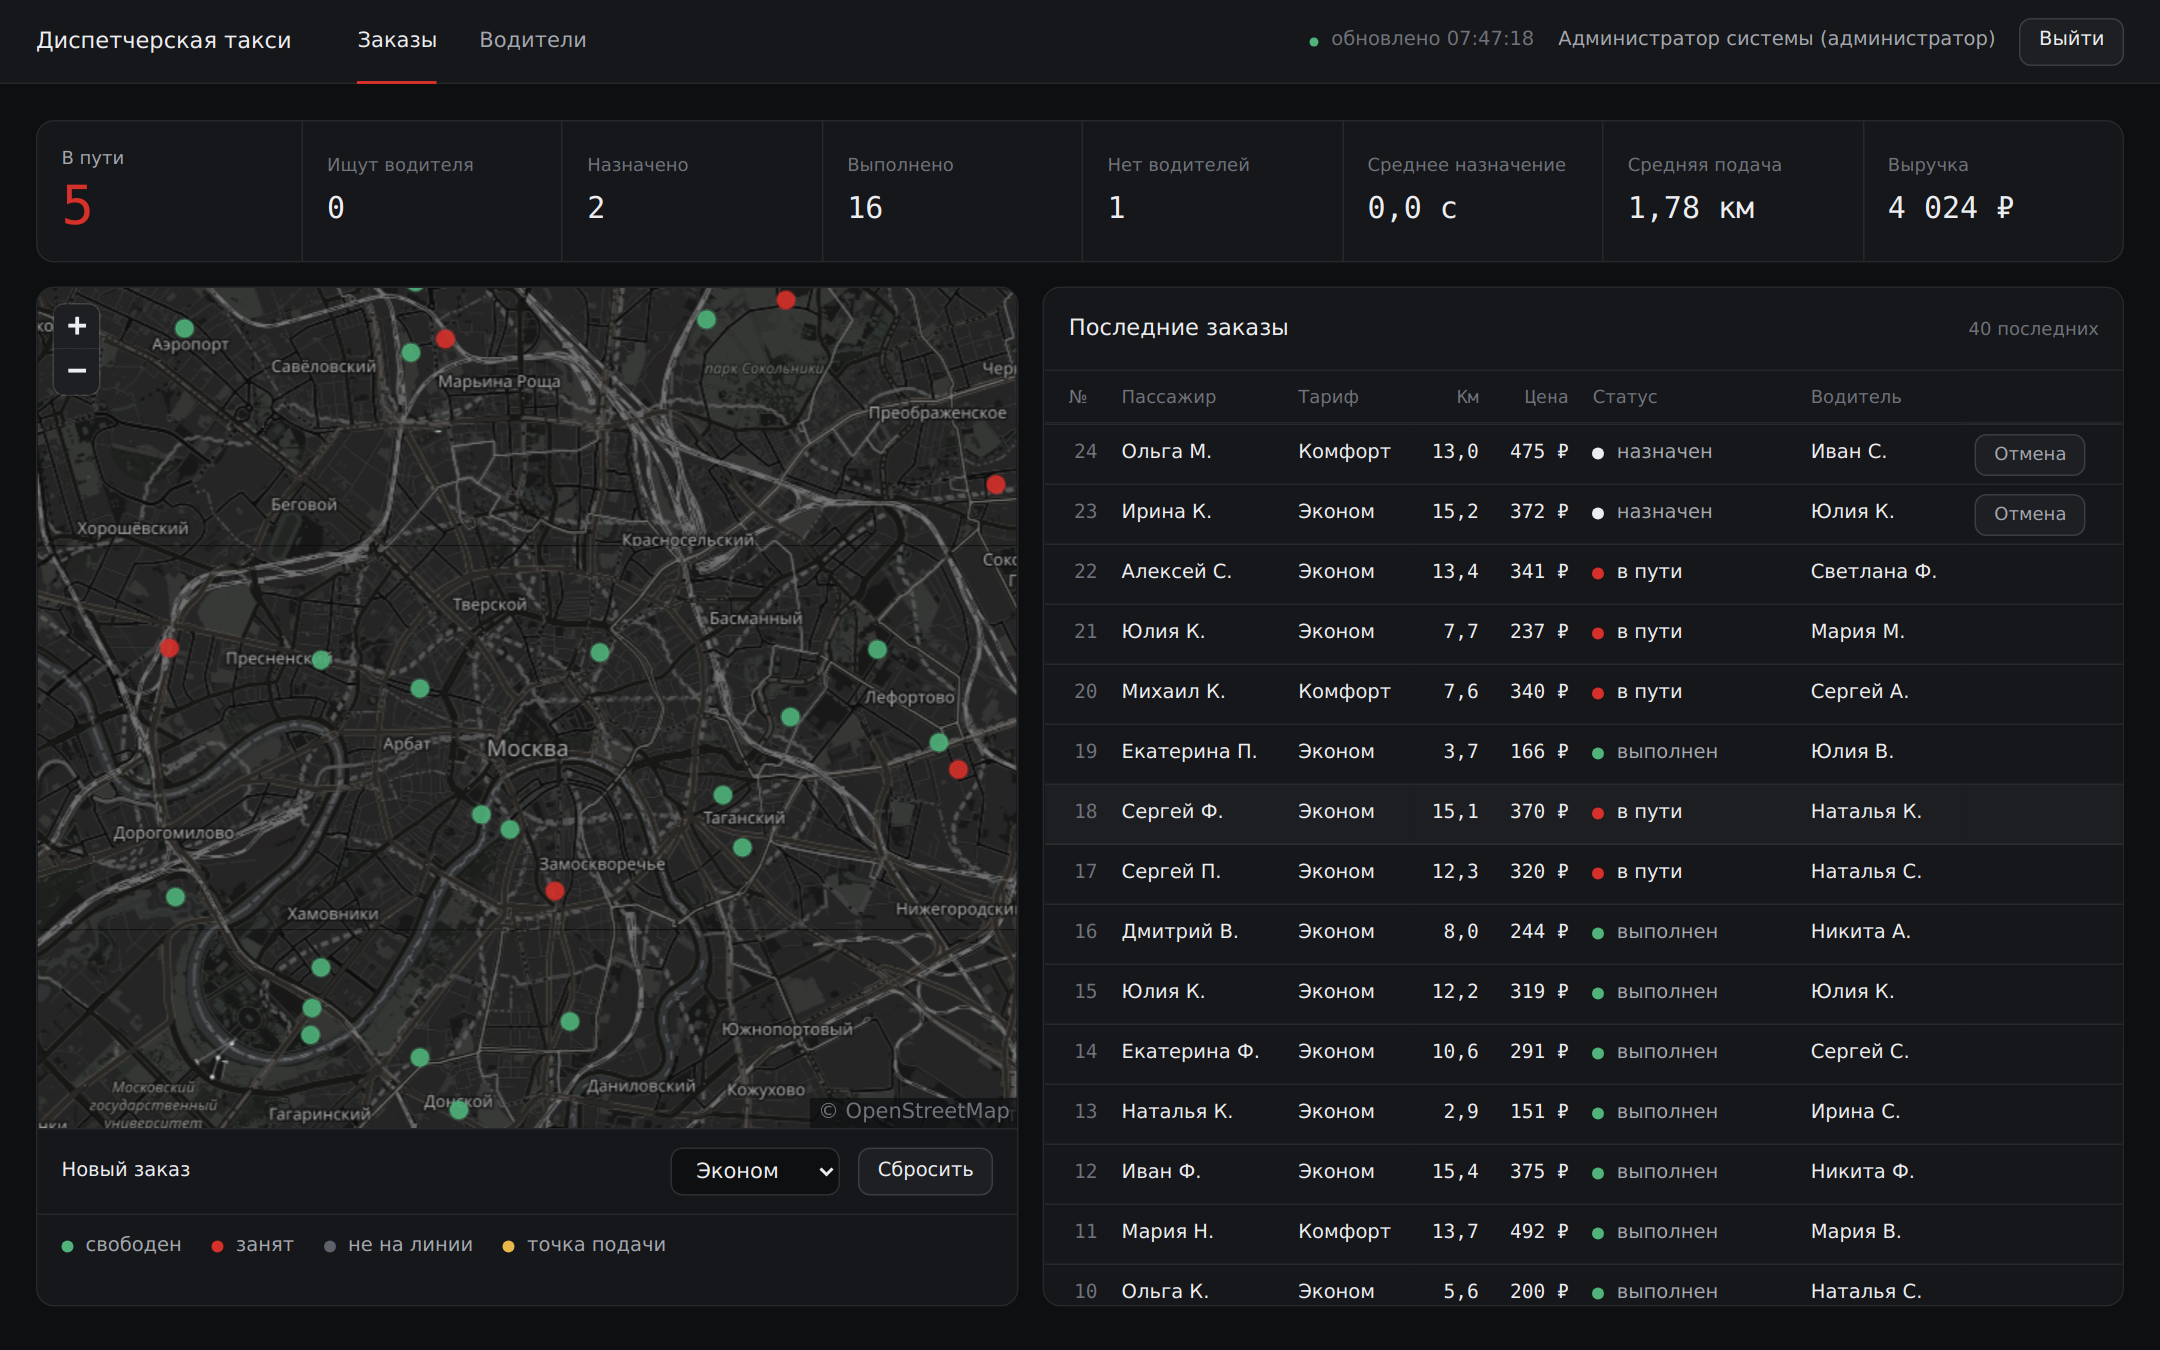 Диспетчерская такси
Заказы
Водители
обновлено 07:47:18
Администратор системы (администратор)
Выйти
В пути
5
Ищут водителя
0
Назначено
2
Выполнено
16
Нет водителей
1
Среднее назначение
0,0 с
Средняя подача
1,78 км
Выручка
4 024 ₽
+
−
Аэропорт
Савёловский
Марьина Роща
парк Сокольники
Преображенское
Беговой
Хорошёвский
Красносельский
Тверской
Басманный
Пресненский
Лефортово
Арбат
Москва
Дорогомилово
Таганский
Замоскворечье
Хамовники
Нижегородски
Южнопортовый
Даниловский
Кожухово
Московский
государственный
университет
Гагаринский
Донской
© OpenStreetMap
Новый заказ
Эконом
Сбросить
свободен
занят
не на линии
точка подачи
Последние заказы
40 последних
№ Пассажир Тариф Км Цена Статус Водитель
24 Ольга М. Комфорт 13,0 475 ₽ назначен Иван С. Отмена
23 Ирина К. Эконом 15,2 372 ₽ назначен Юлия К. Отмена
22 Алексей С. Эконом 13,4 341 ₽ в пути Светлана Ф.
21 Юлия К. Эконом 7,7 237 ₽ в пути Мария М.
20 Михаил К. Комфорт 7,6 340 ₽ в пути Сергей А.
19 Екатерина П. Эконом 3,7 166 ₽ выполнен Юлия В.
18 Сергей Ф. Эконом 15,1 370 ₽ в пути Наталья К.
17 Сергей П. Эконом 12,3 320 ₽ в пути Наталья С.
16 Дмитрий В. Эконом 8,0 244 ₽ выполнен Никита А.
15 Юлия К. Эконом 12,2 319 ₽ выполнен Юлия К.
14 Екатерина Ф. Эконом 10,6 291 ₽ выполнен Сергей С.
13 Наталья К. Эконом 2,9 151 ₽ выполнен Ирина С.
12 Иван Ф. Эконом 15,4 375 ₽ выполнен Никита Ф.
11 Мария Н. Комфорт 13,7 492 ₽ выполнен Мария В.
10 Ольга К. Эконом 5,6 200 ₽ выполнен Наталья С.